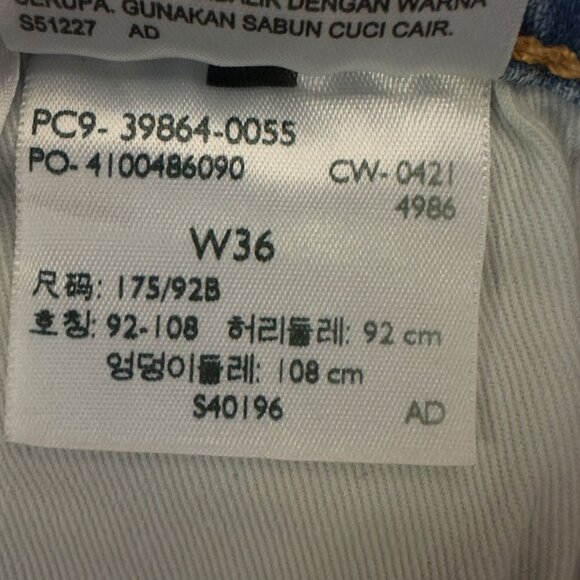 DENGAN WARNA
SERUPA. GUNAKAN SABUN CUCI CAIR.
S51227 AD
PC9- 39864-0055
PO- 4100486090 CW- 0421
4986
W36
尺码: 175/92B
호칭: 92-108 허리둘레: 92 cm
엉덩이둘레: 108 cm
S40196 AD